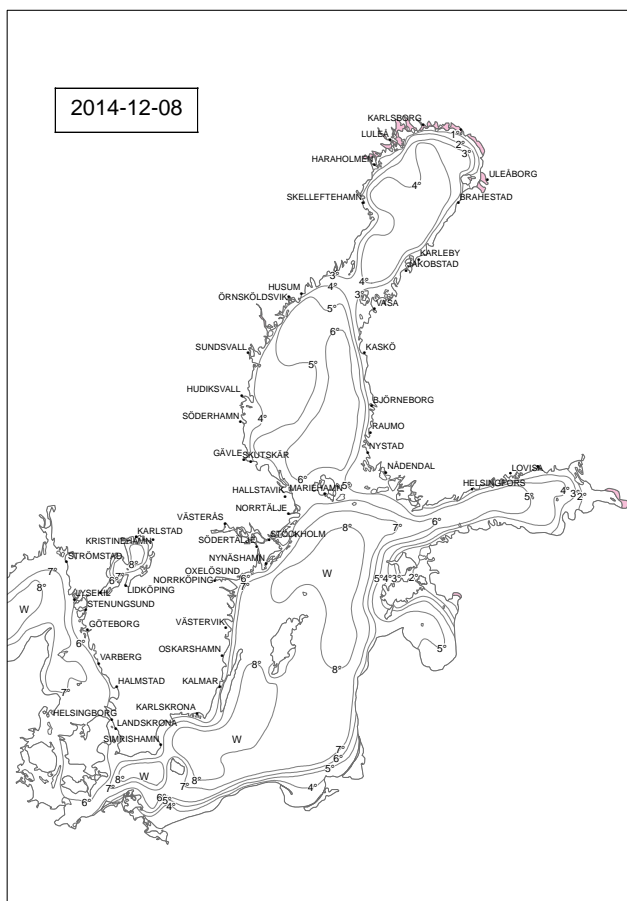 2014-12-08
KARLSBORG
LULEÅ
1°
2°
3°
HARAHOLMEN
4°
ULEÅBORG
SKELLEFTEHAMN
BRAHESTAD
KARLEBY
JAKOBSTAD
3°
4°
4°
HUSUM
3°
ÖRNSKÖLDSVIK
5°
VASA
6°
SUNDSVALL
KASKÖ
5°
HUDIKSVALL
BJÖRNEBORG
SÖDERHAMN
4°
RAUMO
NYSTAD
GÄVLE
SKUTSKÄR
NÅDENDAL
LOVISA
6°
5°
HELSINGFORS
MARIEHAMN
HALLSTAVIK
5°
4°
3°
2°
NORRTÄLJE
VÄSTERÅS
8°
7°
6°
KARLSTAD
KRISTINEHAMN
SÖDERTÄLJE
STOCKHOLM
STRÖMSTAD
8°
NYNÄSHAMN
7°
7°
OXELÖSUND
W
6°
NORRKÖPING
6°
5°
4°
3°
2°
8°
LIDKÖPING
7°
LYSEKIL
W
STENUNGSUND
GÖTEBORG
VÄSTERVIK
6°
OSKARSHAMN
5°
VARBERG
8°
8°
7°
HALMSTAD
KALMAR
KARLSKRONA
HELSINGBORG
LANDSKRONA
SIMRISHAMN
W
7°
6°
5°
8°
W
8°
7°
7°
4°
6°
6°
5°
4°